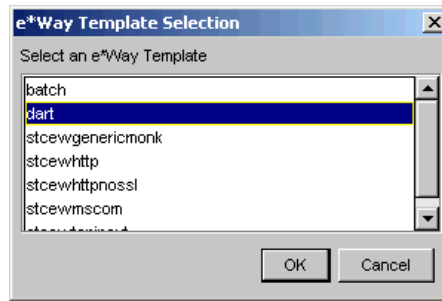 e*Way Template Selection
Select an e*Way Template
batch
dart
stcewgenericmonk
stcewhttp
stcewhttpnossl
stcewmscom
OK
Cancel